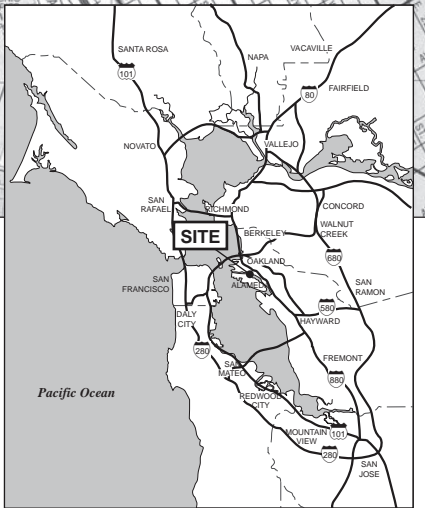 SANTA ROSA
VACAVILLE
NAPA
101
80
FAIRFIELD
NOVATO
VALLEJO
SAN
RAFAEL
RICHMOND
CONCORD
WALNUT
CREEK
SITE
BERKELEY
680
OAKLAND
SAN
FRANCISCO
SAN
RAMON
580
DALY
CITY
HAYWARD
280
FREMONT
SAN
MATEO
880
Pacific Ocean
REDWOOD
CITY
MOUNTAIN
VIEW
101
280
SAN
JOSE